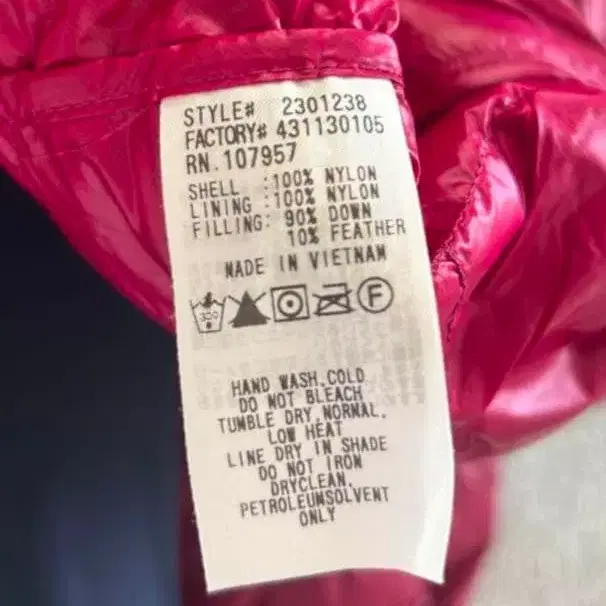 STYLE# 2301238
FACTORY# 431130105
RN.107957
SHELL :100% NYLON
LINING :100% NYLON
FILLING: 90% DOWN
10% FEATHER
MADE IN VIETNAM
F
HAND WASH,COLD
DO NOT BLEACH
TUMBLE DRY,NORMAL,
LOW HEAT
LINE DRY IN SHADE
DO NOT IRON
DRYCLEAN,
PETROLEUMSOLVENT
ONLY